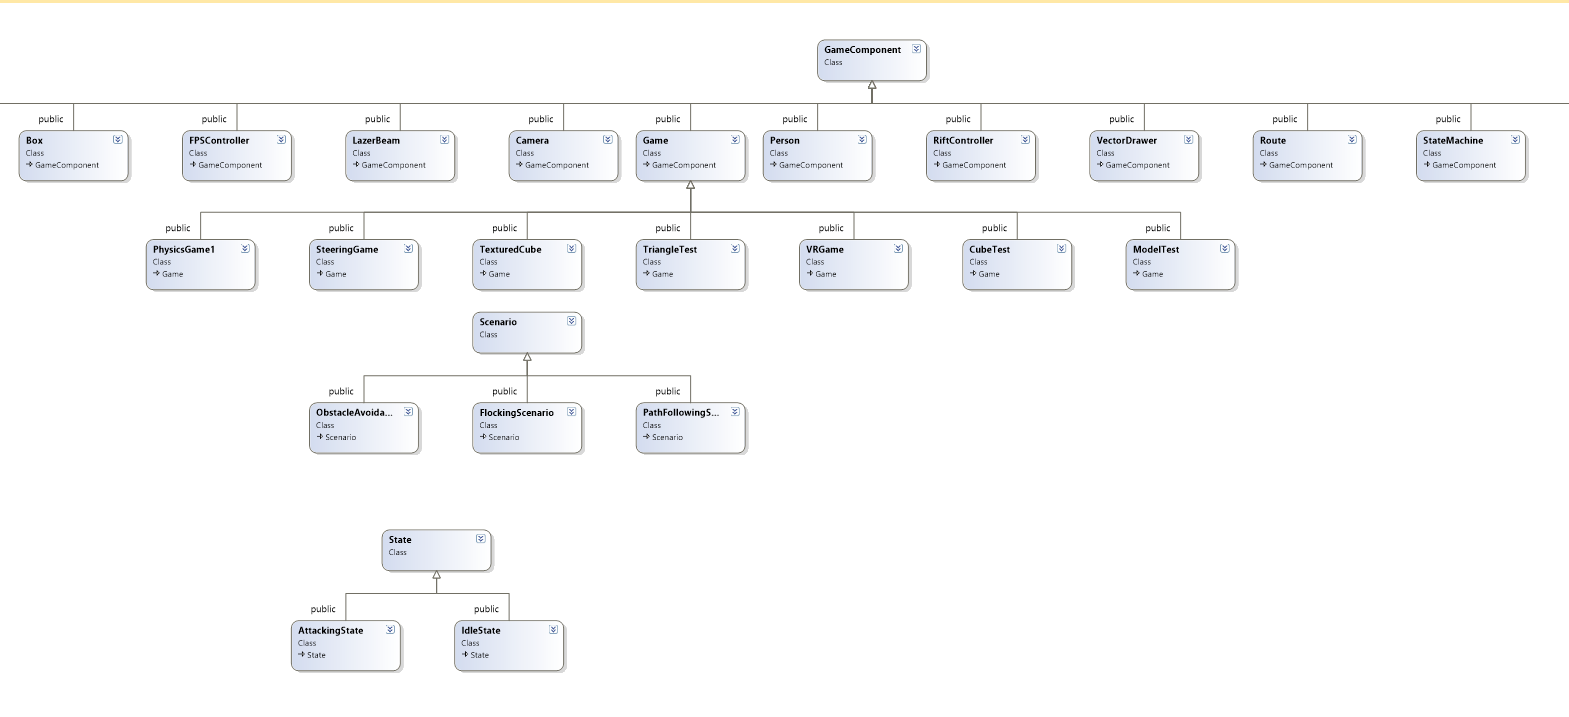 GameComponent
Class
public public public public public public public public public public
Box FPSController LazerBeam Camera Game Person RiftController VectorDrawer Route StateMachine
Class Class Class Class Class Class Class Class Class Class
GameComponent GameComponent GameComponent GameComponent GameComponent GameComponent GameComponent GameComponent GameComponent GameComponent
public public public public public public public
PhysicsGame1 SteeringGame TexturedCube TriangleTest VRGame CubeTest ModelTest
Class Class Class Class Class Class Class
Game Game Game Game Game Game Game
Scenario
Class
public public public
ObstacleAvoida... FlockingScenario PathFollowingS...
Class Class Class
Scenario Scenario Scenario
State
Class
public public
AttackingState IdleState
Class Class
State State